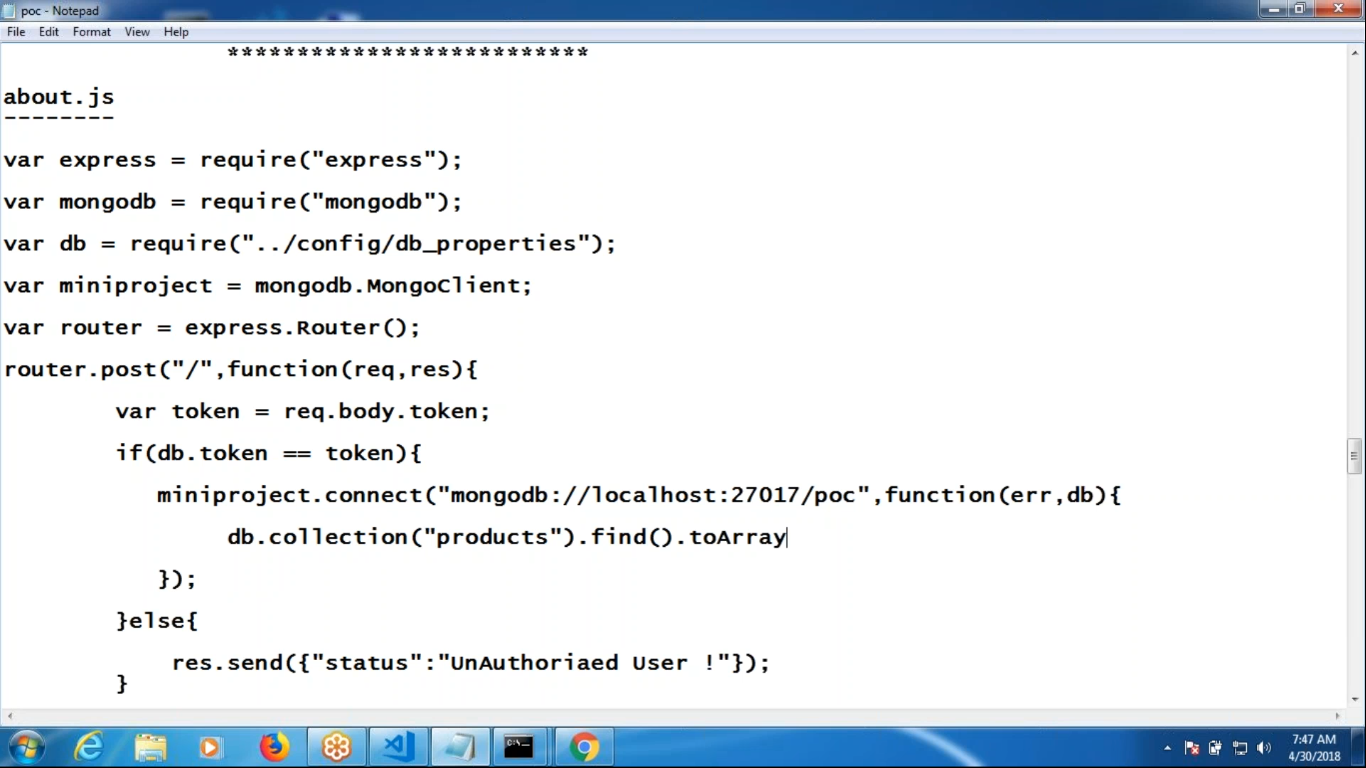 poc - Notepad
File Edit Format View Help
**************************
about.js
--------
var express = require("express");
var mongodb = require("mongodb");
var db = require("../config/db_properties");
var miniproject = mongodb.MongoClient;
var router = express.Router();
router.post("/",function(req,res){
var token = req.body.token;
if(db.token == token){
miniproject.connect("mongodb://localhost:27017/poc",function(err,db){
db.collection("products").find().toArray
});
}else{
res.send({"status":"UnAuthoriaed User !"});
}
7:47 AM
4/30/2018